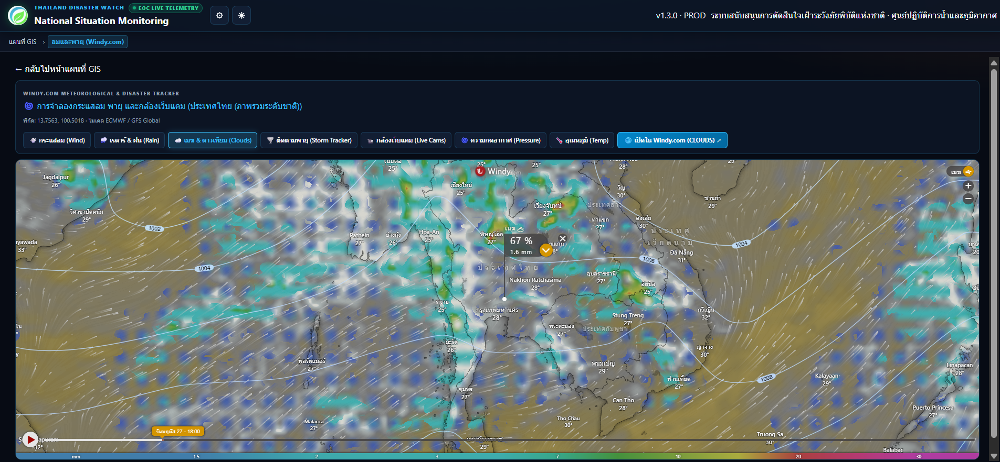 THAILAND DISASTER WATCH
EOC LIVE TELEMETRY
National Situation Monitoring
v1.3.0 · PROD ระบบสนับสนุนการตัดสินใจเฝ้าระวังภัยพิบัติแห่งชาติ · ศูนย์ปฏิบัติการน้ำและภูมิอากาศ
แผนที่ GIS › ลมและพายุ (Windy.com)
← กลับไปหน้าแผนที่ GIS
WINDY.COM METEOROLOGICAL & DISASTER TRACKER
การจำลองกระแสลม พายุ และกล้องเว็บแคม (ประเทศไทย (ภาพรวมระดับชาติ))
พิกัด: 13.7563, 100.5018 · โมเดล ECMWF / GFS Global
กระแสลม (Wind)
เรดาร์ & ฝน (Rain)
เมฆ & ดาวเทียม (Clouds)
ติดตามพายุ (Storm Tracker)
กล้องเว็บแคม (Live Cams)
ความกดอากาศ (Pressure)
อุณหภูมิ (Temp)
เปิดใน Windy.com (CLOUDS) ↗
25°
25°
25°
28°
29°
Windy.com
เมฆ
+
−
Jagdalpur
26°
เชียงใหม่
25°
วิญ
30°
ซานย่า
29°
วิศาขาปัตตนัม
29°
เวียงจันทน์
27°
ประเทศลาว
ท่าแขก
27°
ดงเฮ้ย
30°
1002
Pathein
27°
ย่างกุ้ง
26°
Hpa-An
25°
พิษณุโลก
27°
เมฆ
67 %
1.6 mm
ประเทศ
เวียดนาม
1004
ayawada
33°
Đà Nẵng
31°
1006
1004
ประเทศไทย
อุบลราชธานี
27°
Nakhon Ratchasima
28°
อัตปือ
25°
ทวาย
25°
กรุงเทพมหานคร
28°
Stung Treng
27°
กวีเญิน
32°
พระตะบอง
27°
ประเทศกัมพูชา
มะริด
26°
ญาจาง
30°
พอร์ตแบลร์
27°
พนมเปญ
29°
Linapacan
28°
ฟานเที้ยต
27°
1008
Kalayaan
29°
ชุมพร
27°
Can Tho
28°
Puerto Princesa
27°
Malacca
27°
Tho Chau
30°
วันพฤหัส 27 - 18:00
32°
29°
Truong Sa
30°
Balabac
mm 1.5 2 3 7 10 20 30